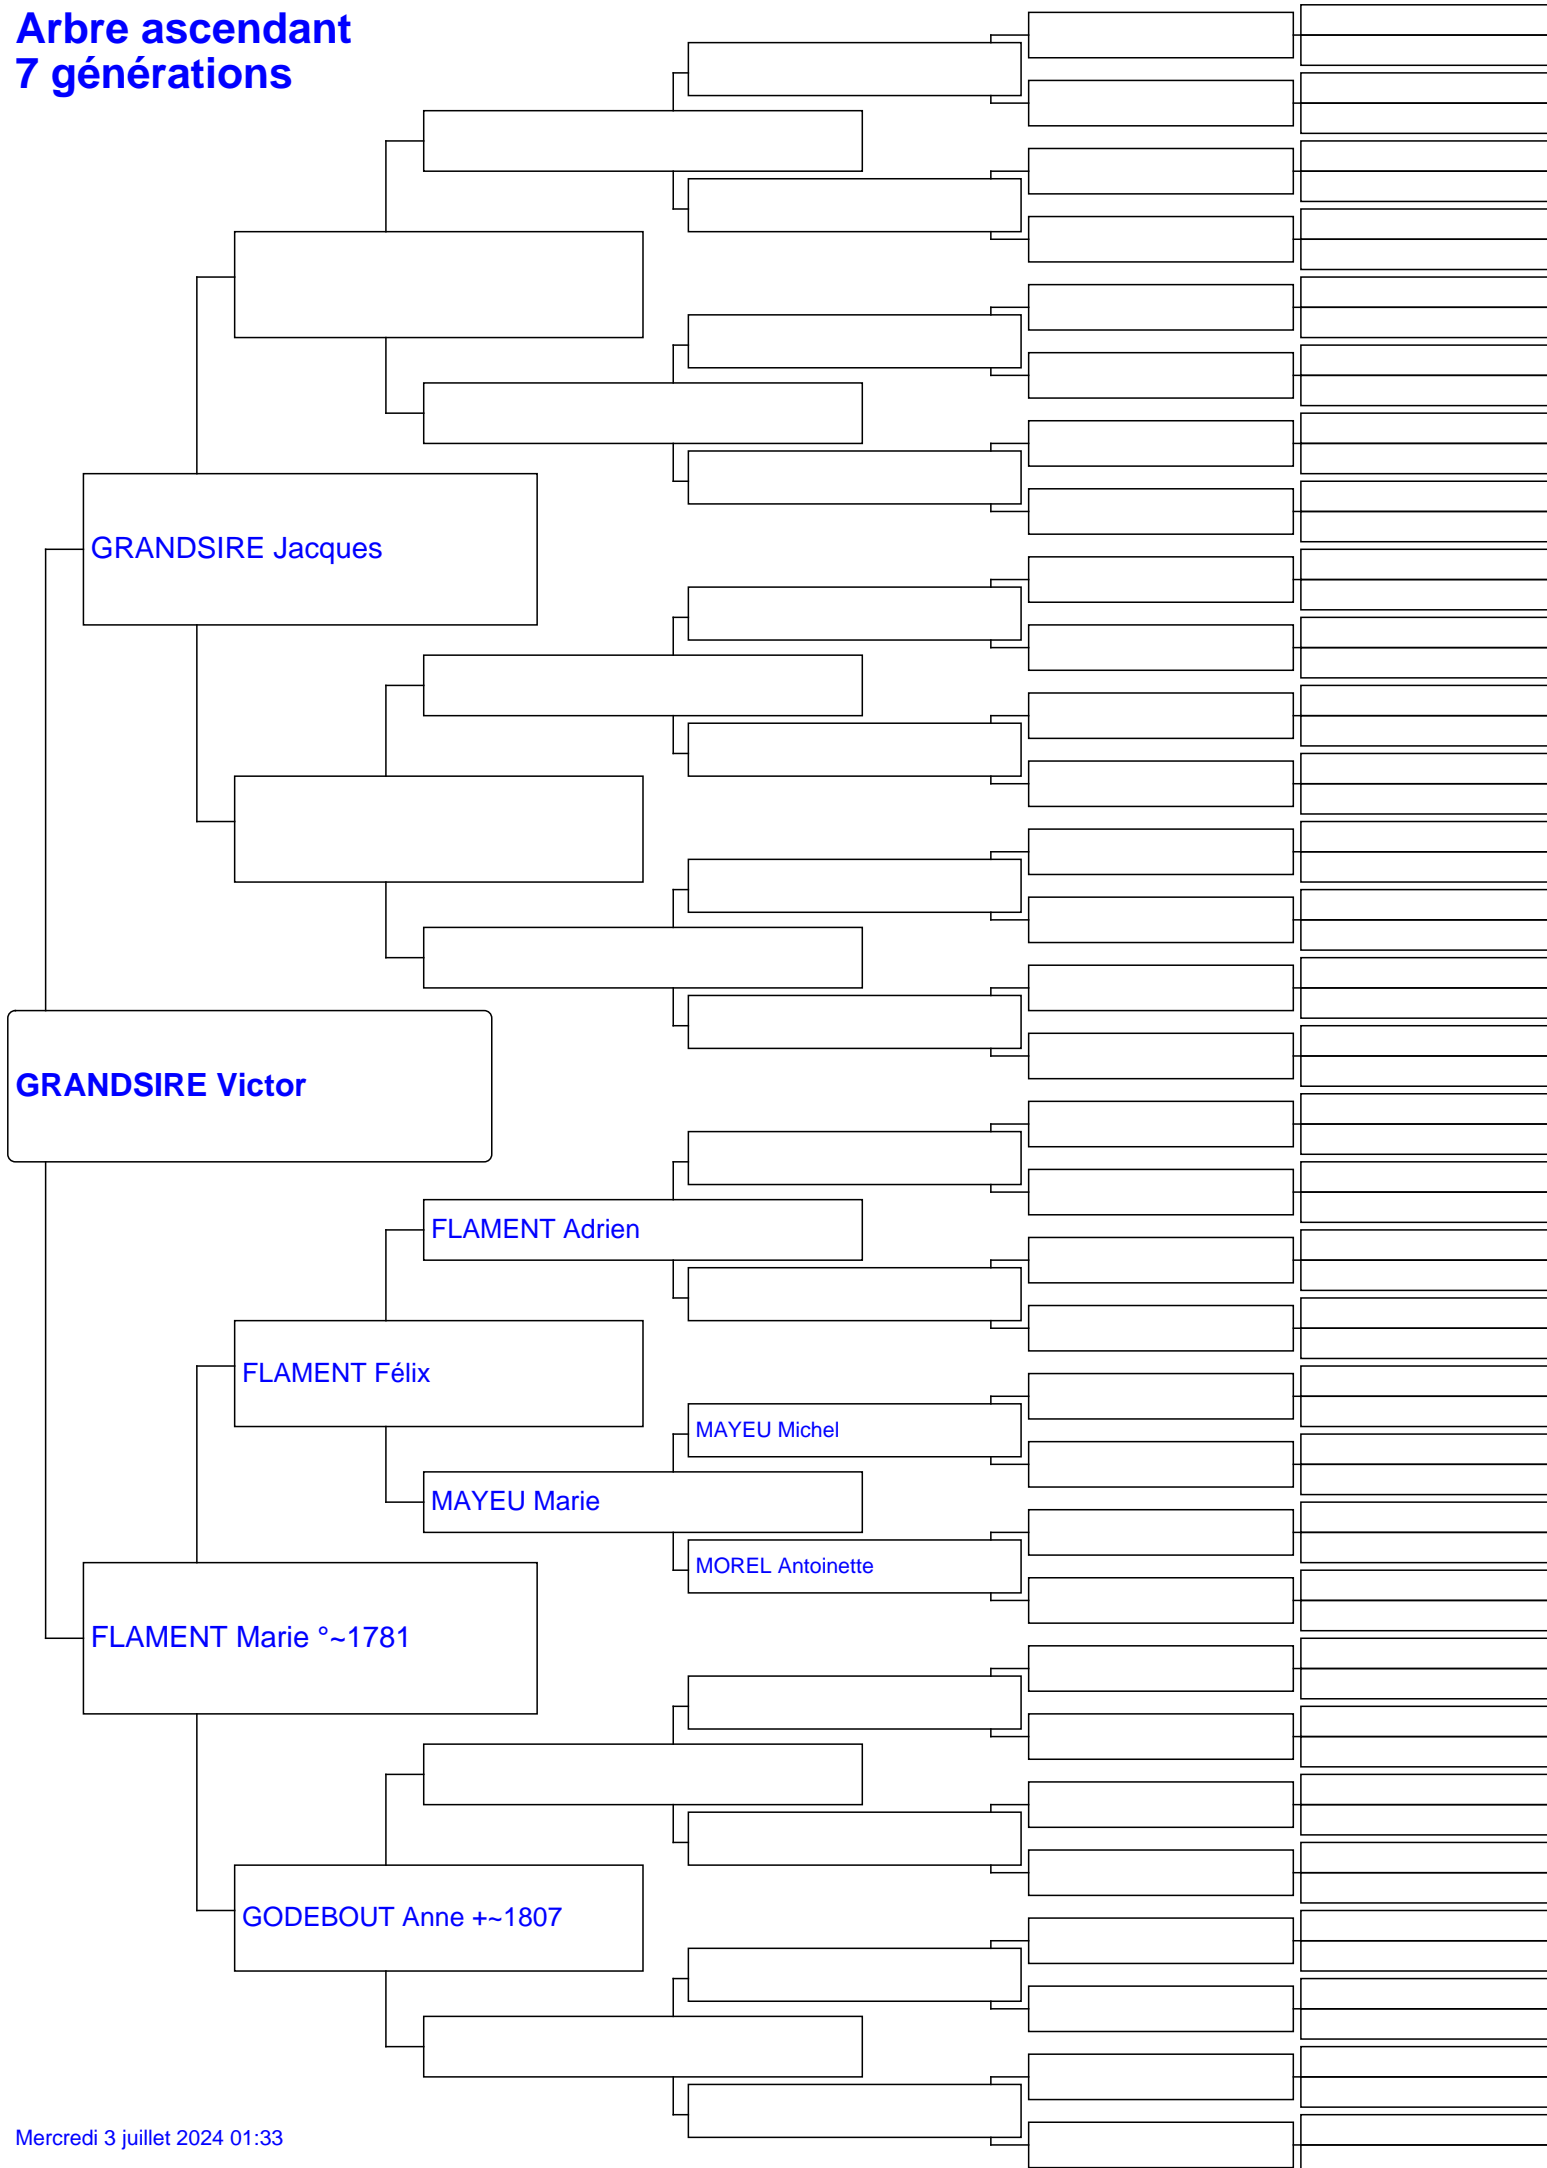 Arbre ascendant
7 générations
GRANDSIRE Jacques
GRANDSIRE Victor
FLAMENT Adrien
FLAMENT Félix
MAYEU Michel
MAYEU Marie
MOREL Antoinette
FLAMENT Marie °~1781
GODEBOUT Anne +~1807
Mercredi 3 juillet 2024 01:33